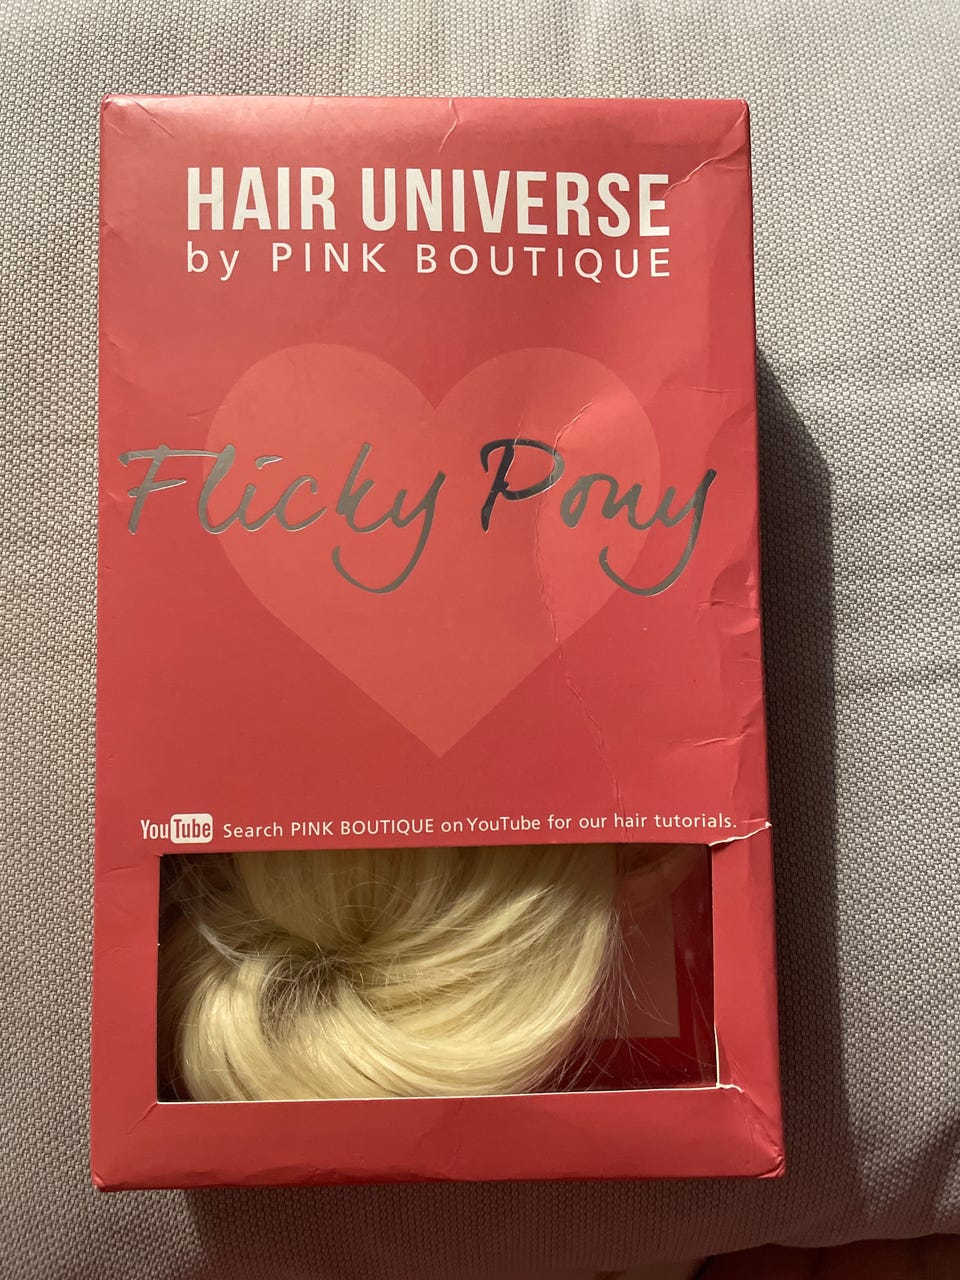 HAIR UNIVERSE
by PINK BOUTIQUE
Flicky Pony
YouTube Search PINK BOUTIQUE on YouTube for our hair tutorials.